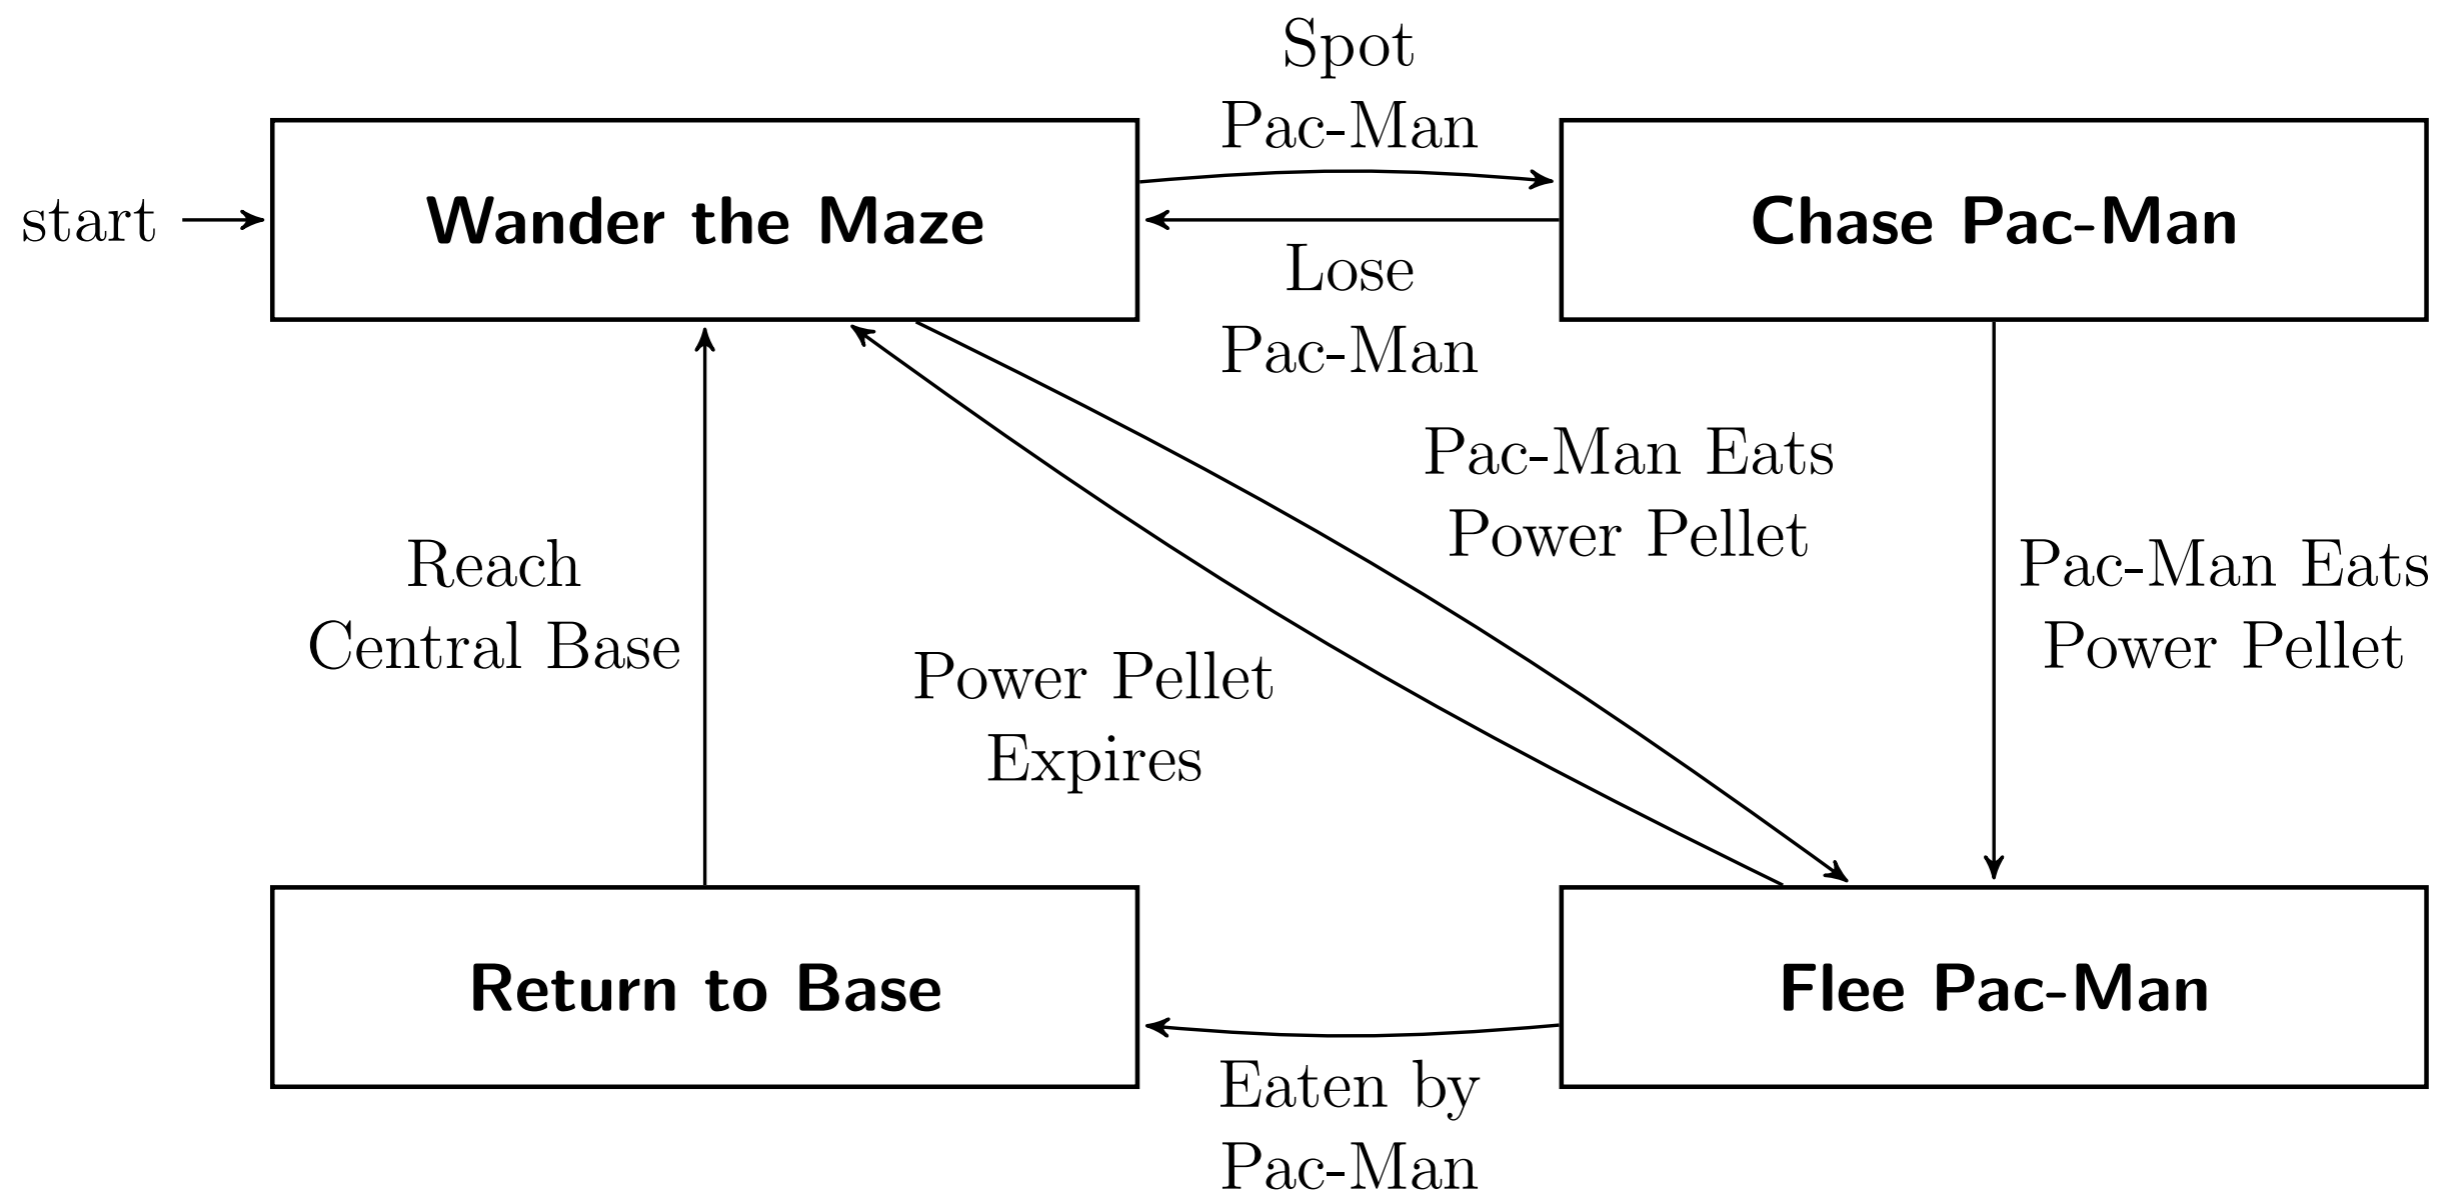 Spot
Pac-Man
start
Wander the Maze
Chase Pac-Man
Lose
Pac-Man
Pac-Man Eats
Power Pellet
Reach
Central Base
Pac-Man Eats
Power Pellet
Power Pellet
Expires
Return to Base
Flee Pac-Man
Eaten by
Pac-Man